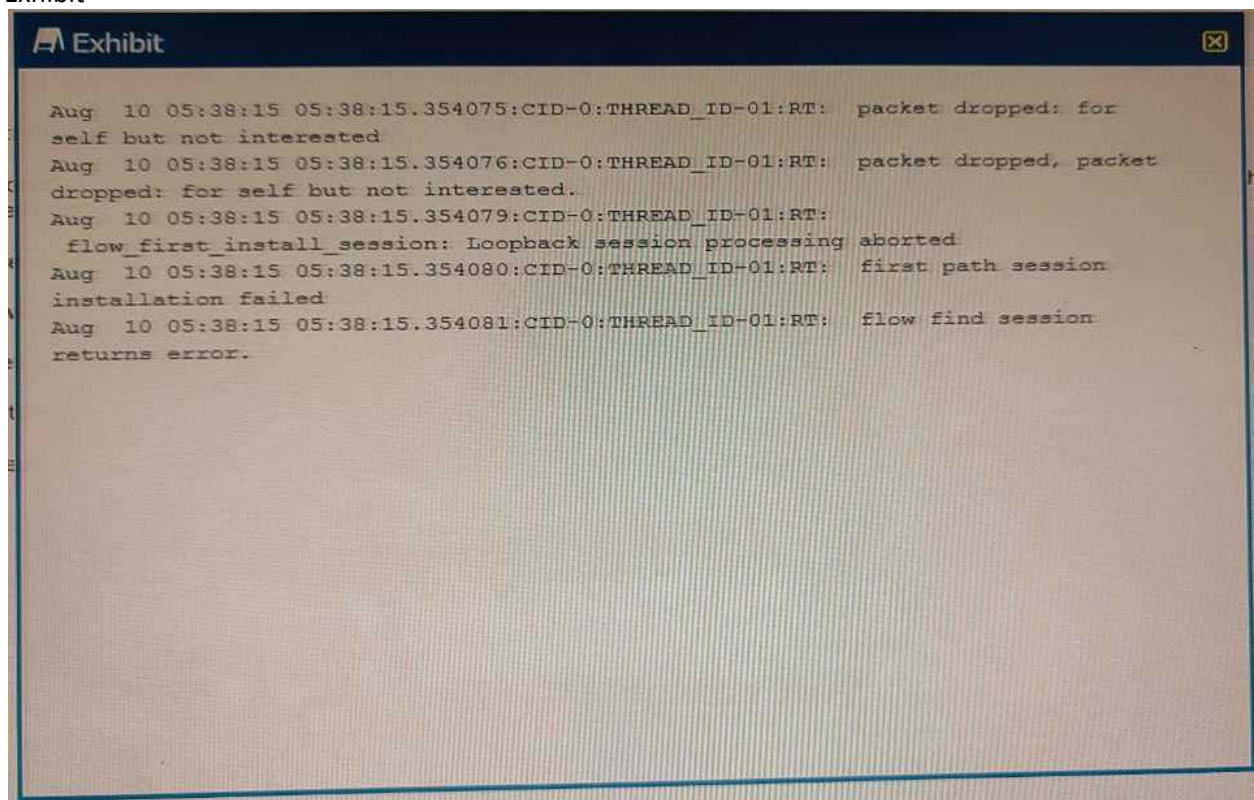 Exhibit
Exhibit
Aug 10 05:38:15 05:38:15.354075:CID-0:THREAD_ID-01:RT: packet dropped: for
self but not interested
Aug 10 05:38:15 05:38:15.354076:CID-0:THREAD_ID-01:RT: packet dropped, packet
dropped: for self but not interested.
Aug 10 05:38:15 05:38:15.354079:CID-0:THREAD_ID-01:RT:
flow_first_install_session: Loopback session processing aborted
Aug 10 05:38:15 05:38:15.354080:CID-0:THREAD_ID-01:RT: first path session
installation failed
Aug 10 05:38:15 05:38:15.354081:CID-0:THREAD_ID-01:RT: flow find session
returns error.